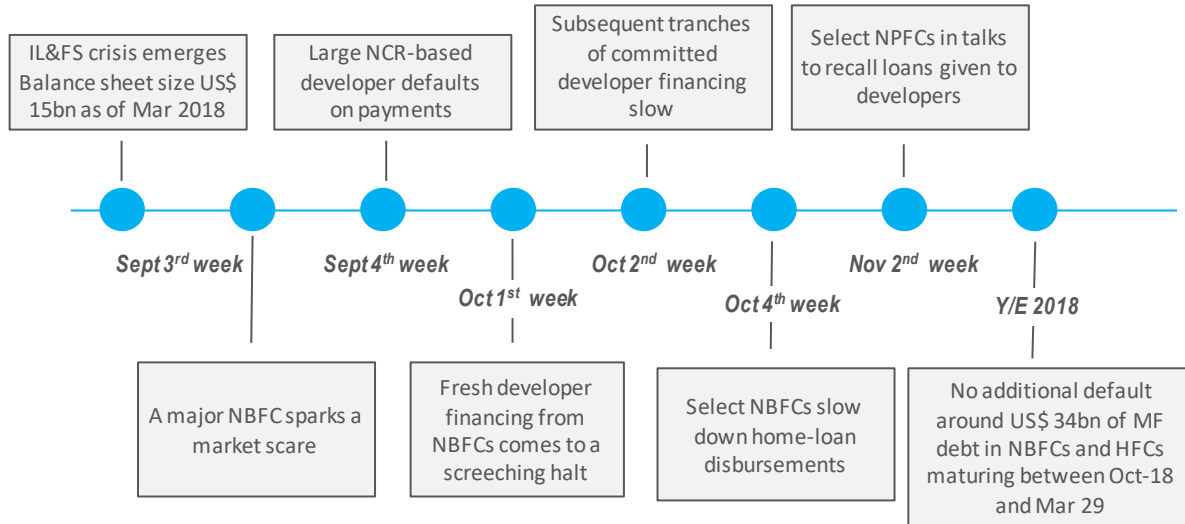 IL&FS crisis emerges
Balance sheet size US$
15bn as of Mar 2018
Large NCR-based
developer defaults
on payments
Subsequent tranches
of committed
developer financing
slow
Select NPFCs in talks
to recall loans given to
developers
Sept 3rd week
Sept 4th week
Oct 2nd week
Nov 2nd week
Oct 1st week
Oct 4th week
Y/E 2018
A major NBFC sparks a
market scare
Fresh developer
financing from
NBFCs comes to a
screeching halt
Select NBFCs slow
down home-loan
disbursements
No additional default
around US$ 34bn of MF
debt in NBFCs and HFCs
maturing between Oct-18
and Mar 29